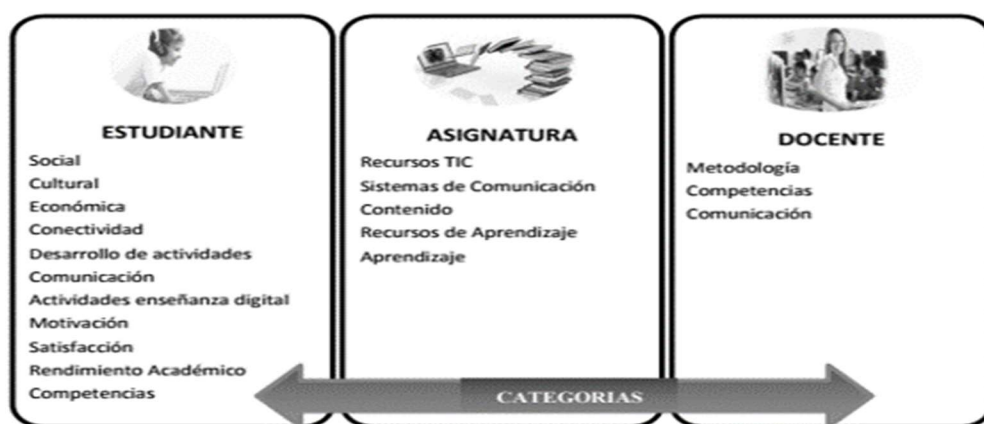 ESTUDIANTE
Social
Cultural
Económica
Conectividad
Desarrollo de actividades
Comunicación
Actividades enseñanza digital
Motivación
Satisfacción
Rendimiento Académico
Competencias
ASIGNATURA
Recursos TIC
Sistemas de Comunicación
Contenido
Recursos de Aprendizaje
Aprendizaje
DOCENTE
Metodología
Competencias
Comunicación
CATEGORIAS